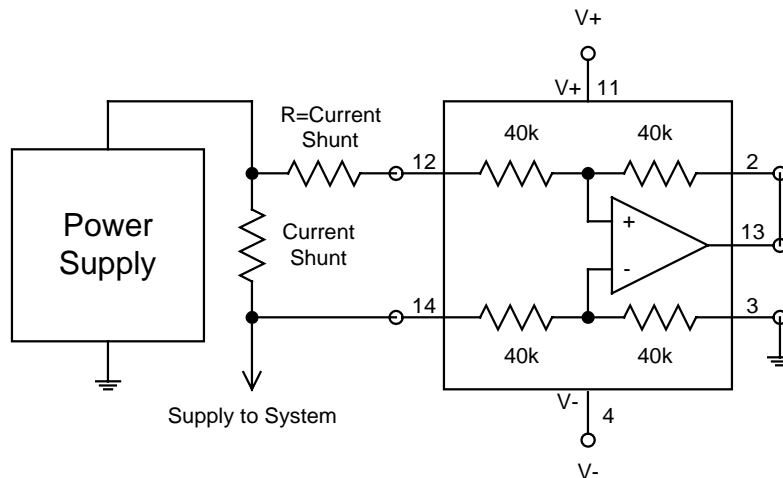 V+
V+ 11
R=Current
Shunt
40k
40k
12
2
Power
Supply
Current
Shunt
+
-
13
14
3
40k
40k
Supply to System
V-
4
V-